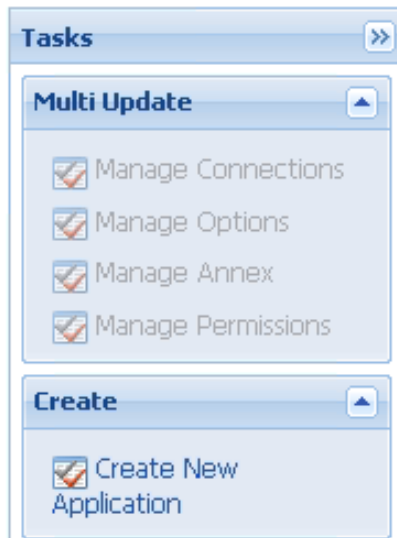 Tasks
Multi Update
Manage Connections
Manage Options
Manage Annex
Manage Permissions
Create
Create New
Application